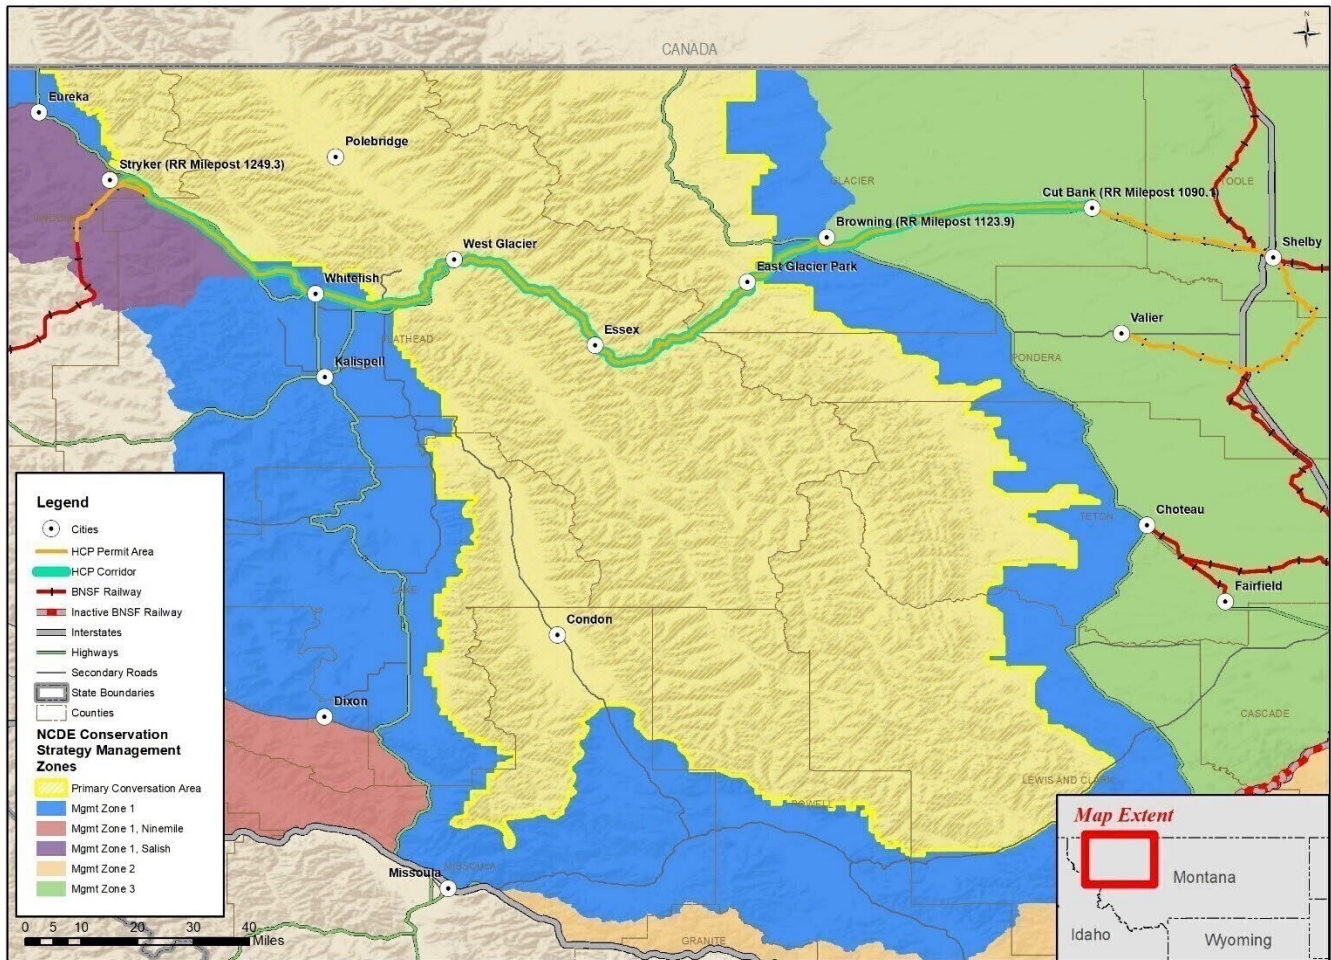 N
CANADA
Eureka
Polebridge
Stryker (RR Milepost 1249.3)
GLACIER
TOOLE
Cut Bank (RR Milepost 1090.1)
Browning (RR Milepost 1123.9)
West Glacier
Shelby
East Glacier Park
Whitefish
Valier
Essex
FLATHEAD
PONDERA
Kalispell
Choteau
TETON
Fairfield
LAKE
Condon
Dixon
CASCADE
LEWIS AND CLARK
POWELL
MISSOULA
Missoula
GRANITE
Legend
Cities
HCP Permit Area
HCP Corridor
BNSF Railway
Inactive BNSF Railway
Interstates
Highways
Secondary Roads
State Boundaries
Counties
NCDE Conservation
Strategy Management
Zones
Primary Conversation Area
Mgmt Zone 1
Mgmt Zone 1, Ninemile
Mgmt Zone 1, Salish
Mgmt Zone 2
Mgmt Zone 3
0 5 10 20 30 40
Miles
Map Extent
Montana
Idaho
Wyoming